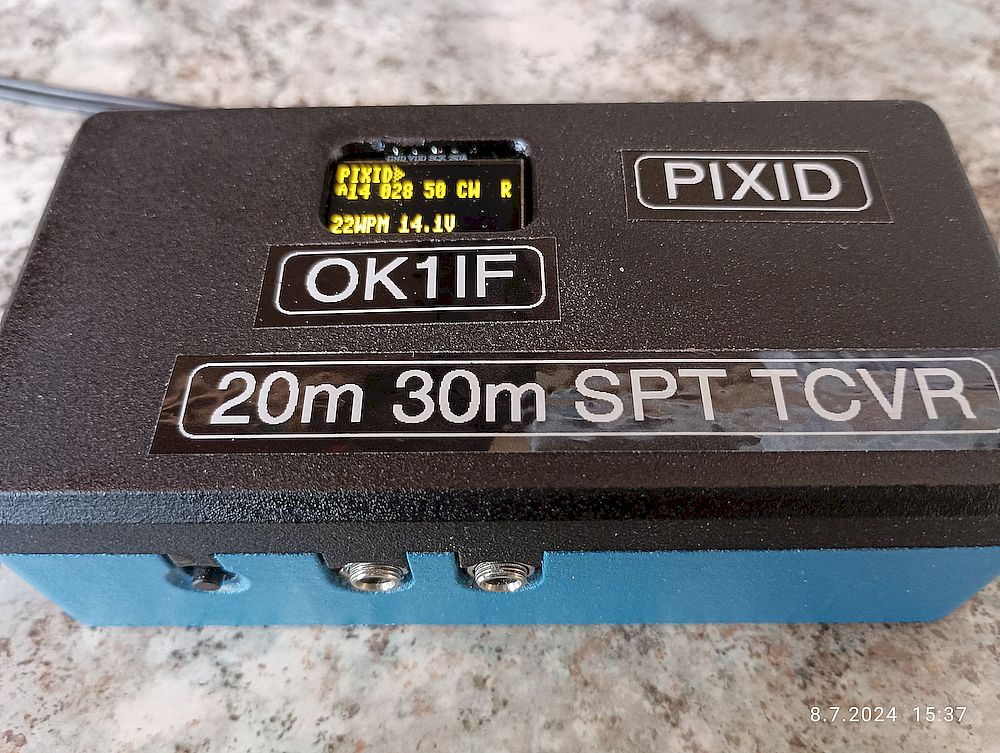 GND VDD SCK SDA
PIXID>
14 028 50 CW R
22WPM 14.1V
PIXID
OK1IF
20m 30m SPT TCVR
8.7.2024 15:37